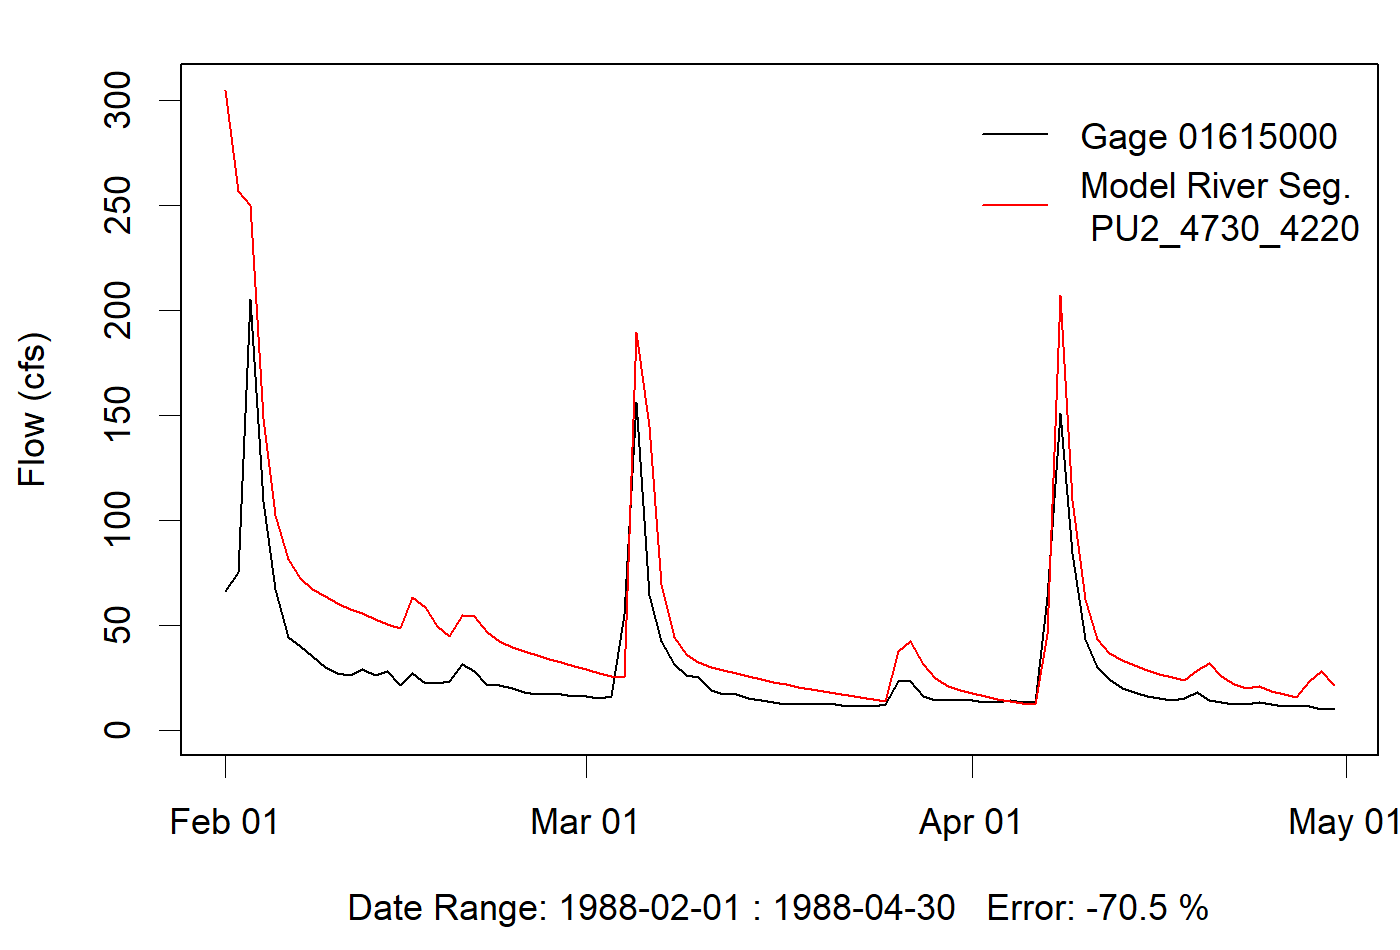 300
250
200
150
100
50
0
Flow (cfs)
Gage 01615000
Model River Seg.
PU2_4730_4220
Feb 01
Mar 01
Apr 01
May 01
Date Range: 1988-02-01 : 1988-04-30   Error: -70.5 %